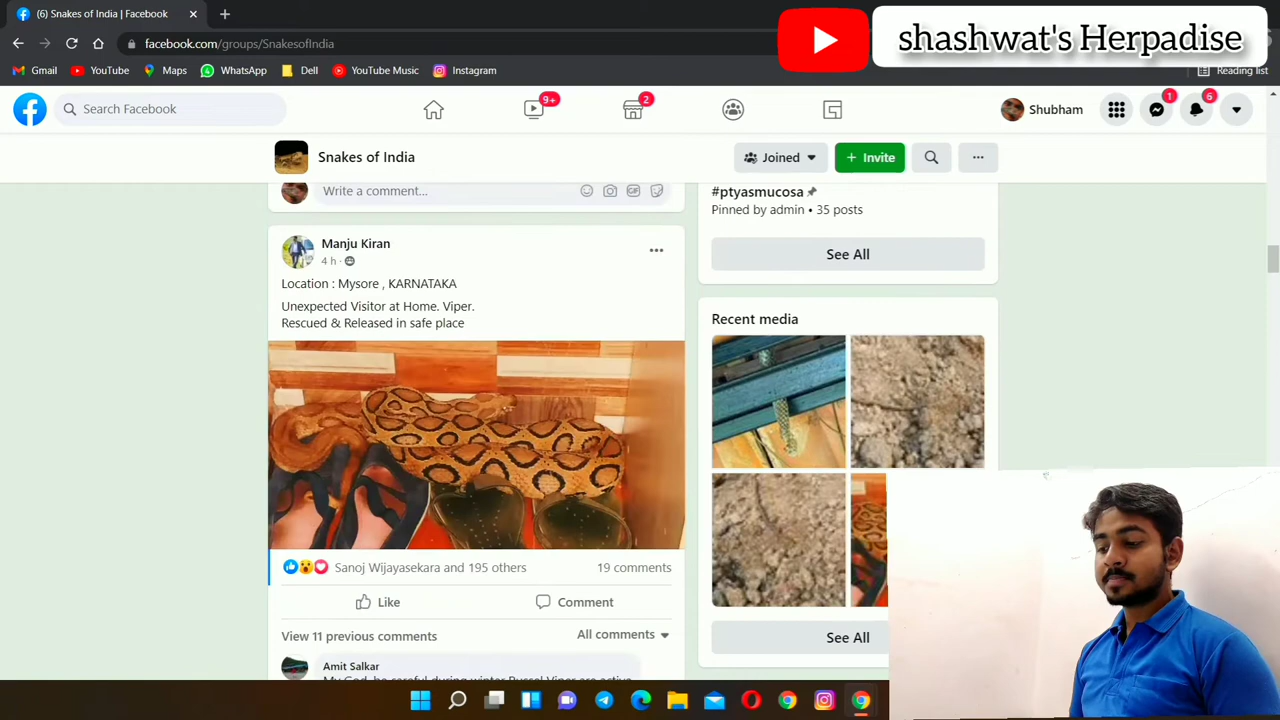 (6) Snakes of India | Facebook
facebook.com/groups/SnakesofIndia
shashwat's Herpadise
Gmail YouTube Maps WhatsApp Dell YouTube Music Instagram Reading list
Search Facebook
9+
2
Shubham
1
6
Snakes of India
Joined
+ Invite
Write a comment...
GIF
#ptyasmucosa
Pinned by admin • 35 posts
See All
Manju Kiran
4 h ·
Location : Mysore , KARNATAKA
Unexpected Visitor at Home. Viper.
Rescued & Released in safe place
Recent media
Sanoj Wijayasekara and 195 others 19 comments
Like Comment
View 11 previous comments All comments
See All
Amit Salkar